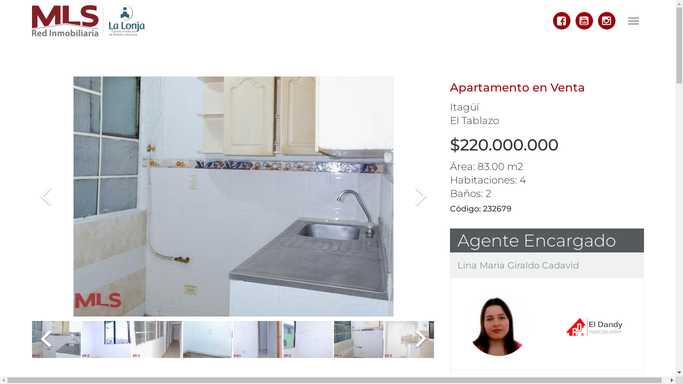 MLS
Red Inmobiliaria
La Lonja
Apartamento en Venta
Itagüí
El Tablazo
$220.000.000
Área: 83.00 m2
Habitaciones: 4
Baños: 2
Código: 232679
MLS
Agente Encargado
Lina Maria Giraldo Cadavid
El Dandy